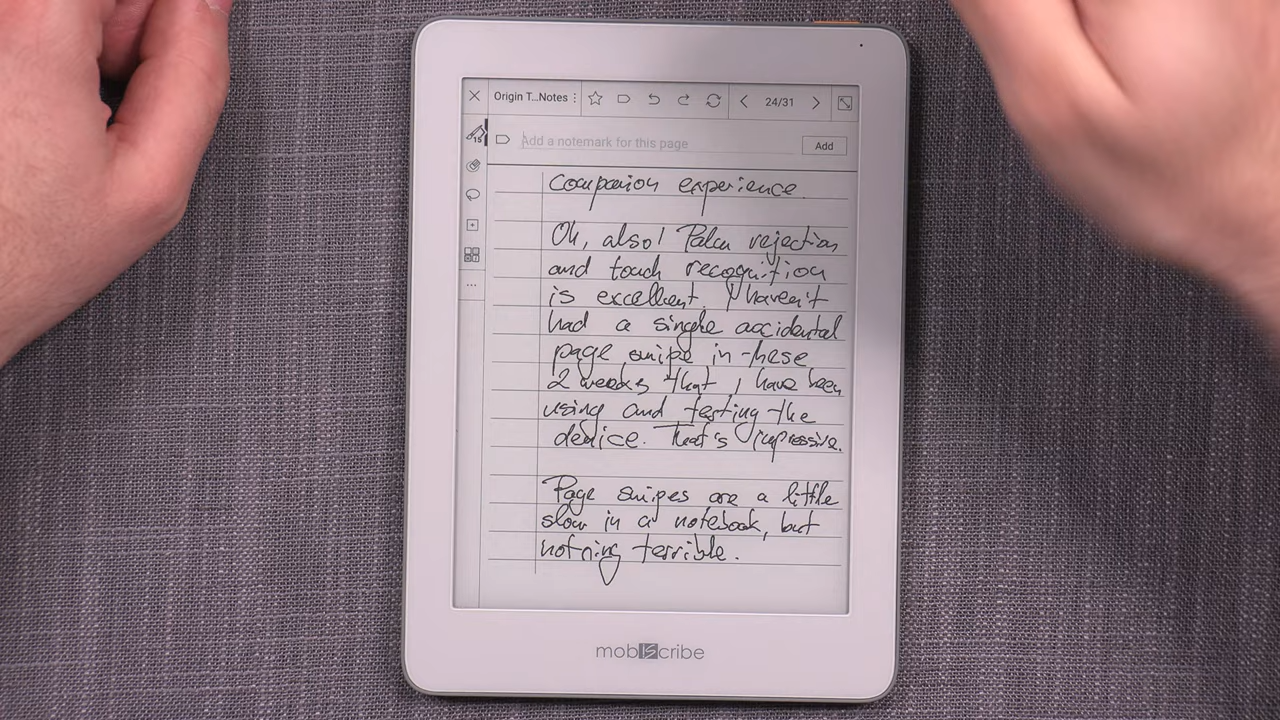 Origin T...Notes
24/31
Add a notemark for this page
Add
Companion experience.
Oh, also! Palm rejection
and touch recognition
is excellent. I haven't
had a single accidental
page swipe in these
2 weeks that I have been
using and testing the
device. That's impressive.
Page swipes are a little
slow in a notebook, but
nothing terrible.
mobiscribe